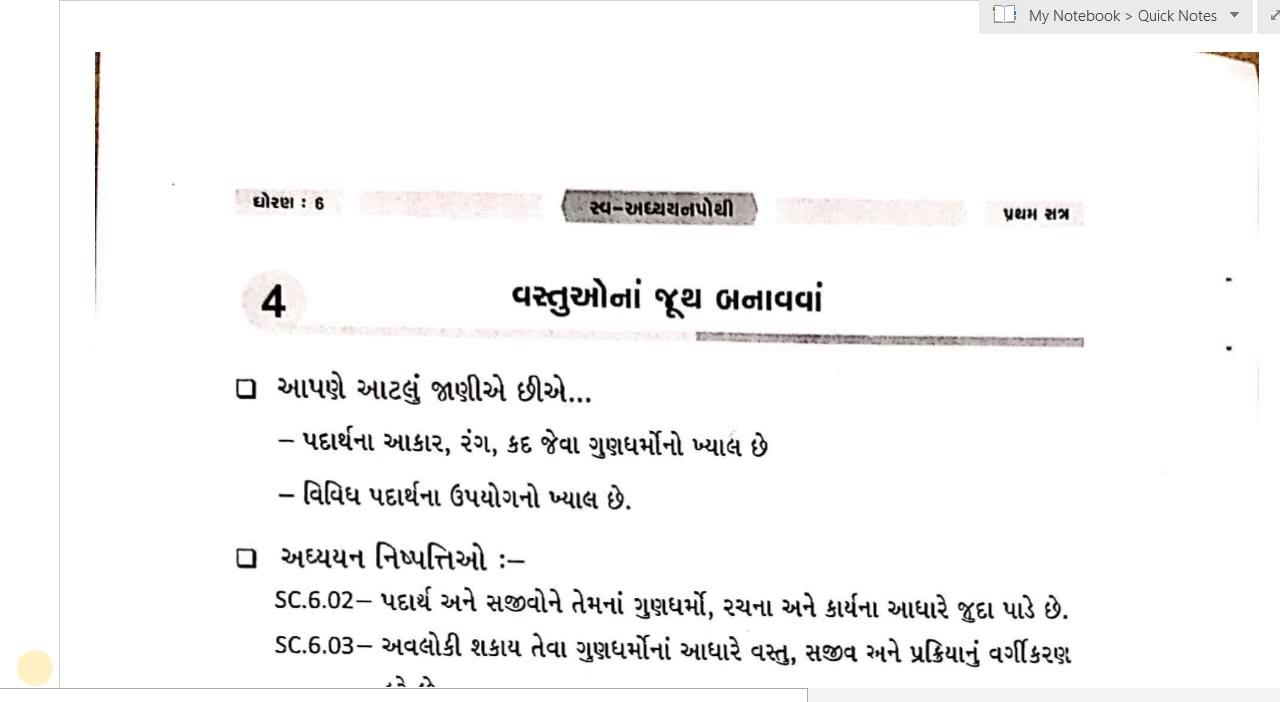 My Notebook > Quick Notes
ધોરણ : 6
સ્વ-અધ્યયનપોથી
પ્રથમ સત્ર
4
વસ્તુઓનાં જૂથ બનાવવાં
❑ આપણે આટલું જાણીએ છીએ...
– પદાર્થના આકાર, રંગ, કદ જેવા ગુણધર્મોનો ખ્યાલ છે
– વિવિધ પદાર્થના ઉપયોગનો ખ્યાલ છે.
❑ અધ્યયન નિષ્પત્તિઓ :–
SC.6.02– પદાર્થ અને સજીવોને તેમનાં ગુણધર્મો, રચના અને કાર્યના આધારે જુદા પાડે છે.
SC.6.03– અવલોકી શકાય તેવા ગુણધર્મોનાં આધારે વસ્તુ, સજીવ અને પ્રક્રિયાનું વર્ગીકરણ